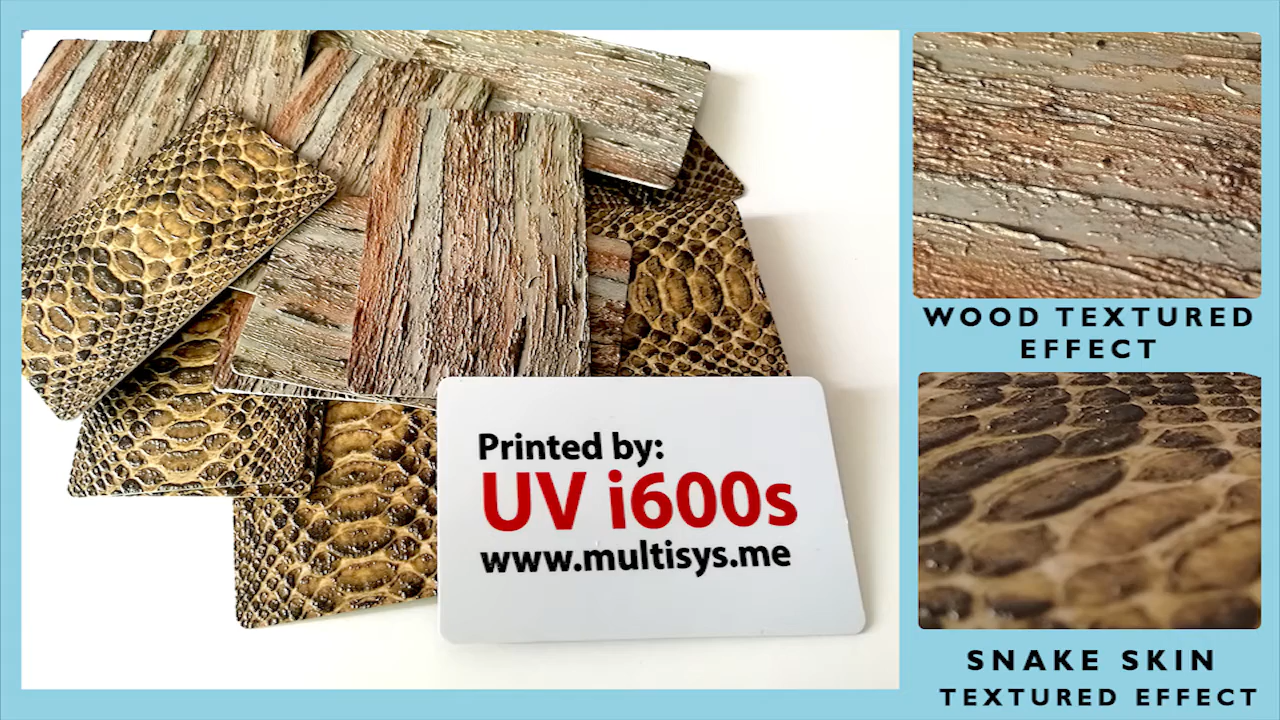 Printed by:
UV i600s
www.multisys.me
WOOD TEXTURED
EFFECT
SNAKE SKIN
TEXTURED EFFECT